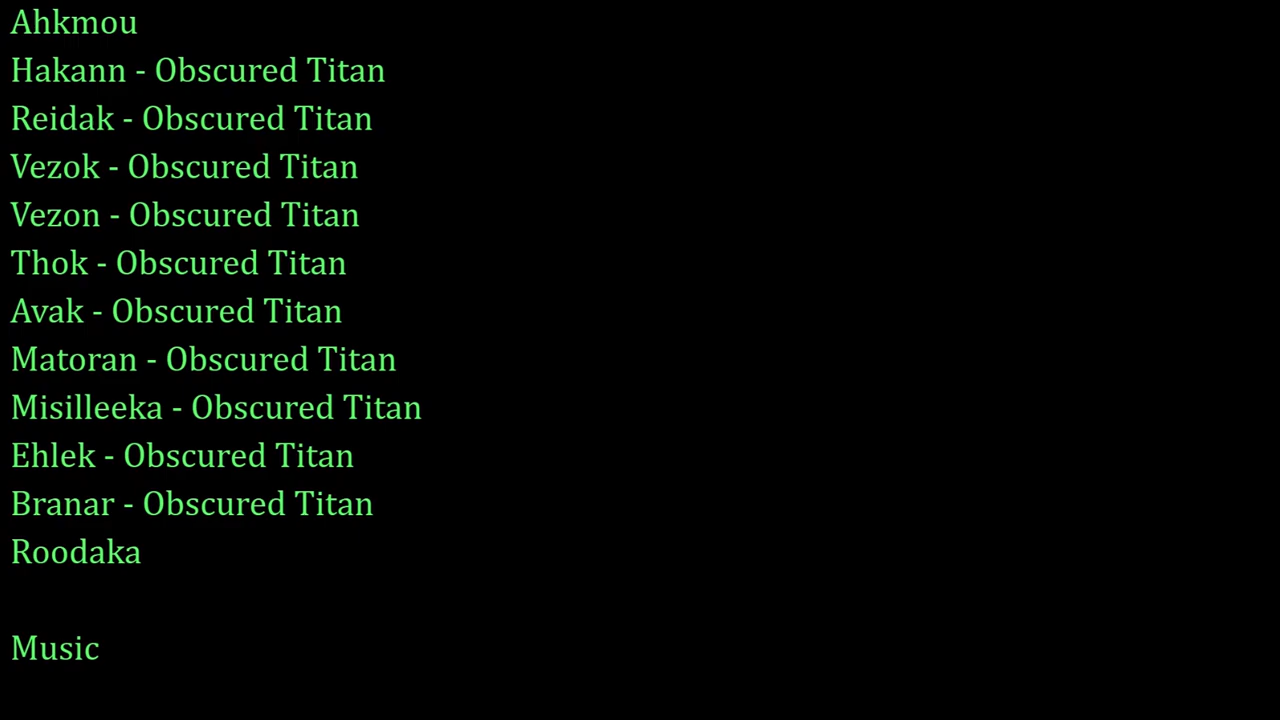 Ahkmou
Hakann - Obscured Titan
Reidak - Obscured Titan
Vezok - Obscured Titan
Vezon - Obscured Titan
Thok - Obscured Titan
Avak - Obscured Titan
Matoran - Obscured Titan
Misilleeka - Obscured Titan
Ehlek - Obscured Titan
Branar - Obscured Titan
Roodaka
Music